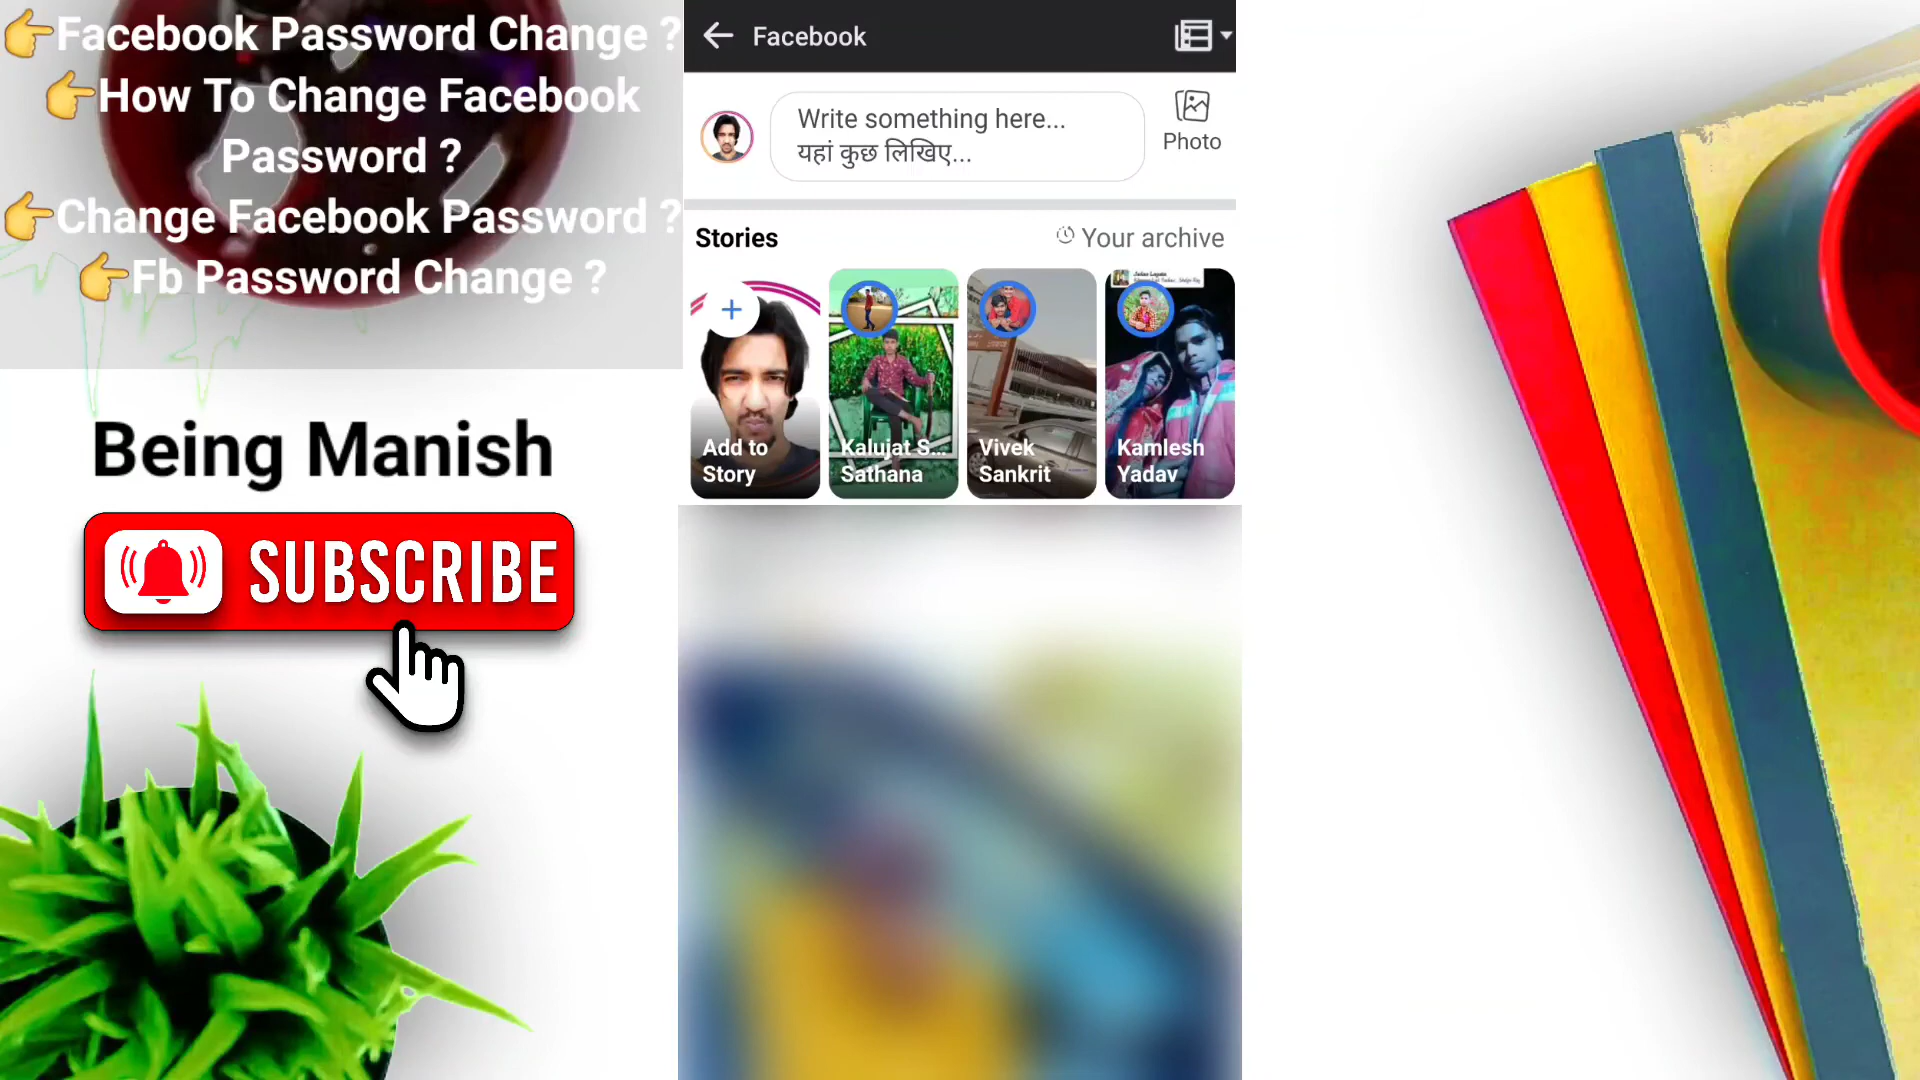 👉Facebook Password Change ?
👉How To Change Facebook
Password ?
👉Change Facebook Password ?
👉Fb Password Change ?
Being Manish
SUBSCRIBE
Facebook
Write something here...
यहां कुछ लिखिए...
Photo
Stories
Your archive
Add to
Story
Kalujat S...
Sathana
Vivek
Sankrit
Kamlesh
Yadav